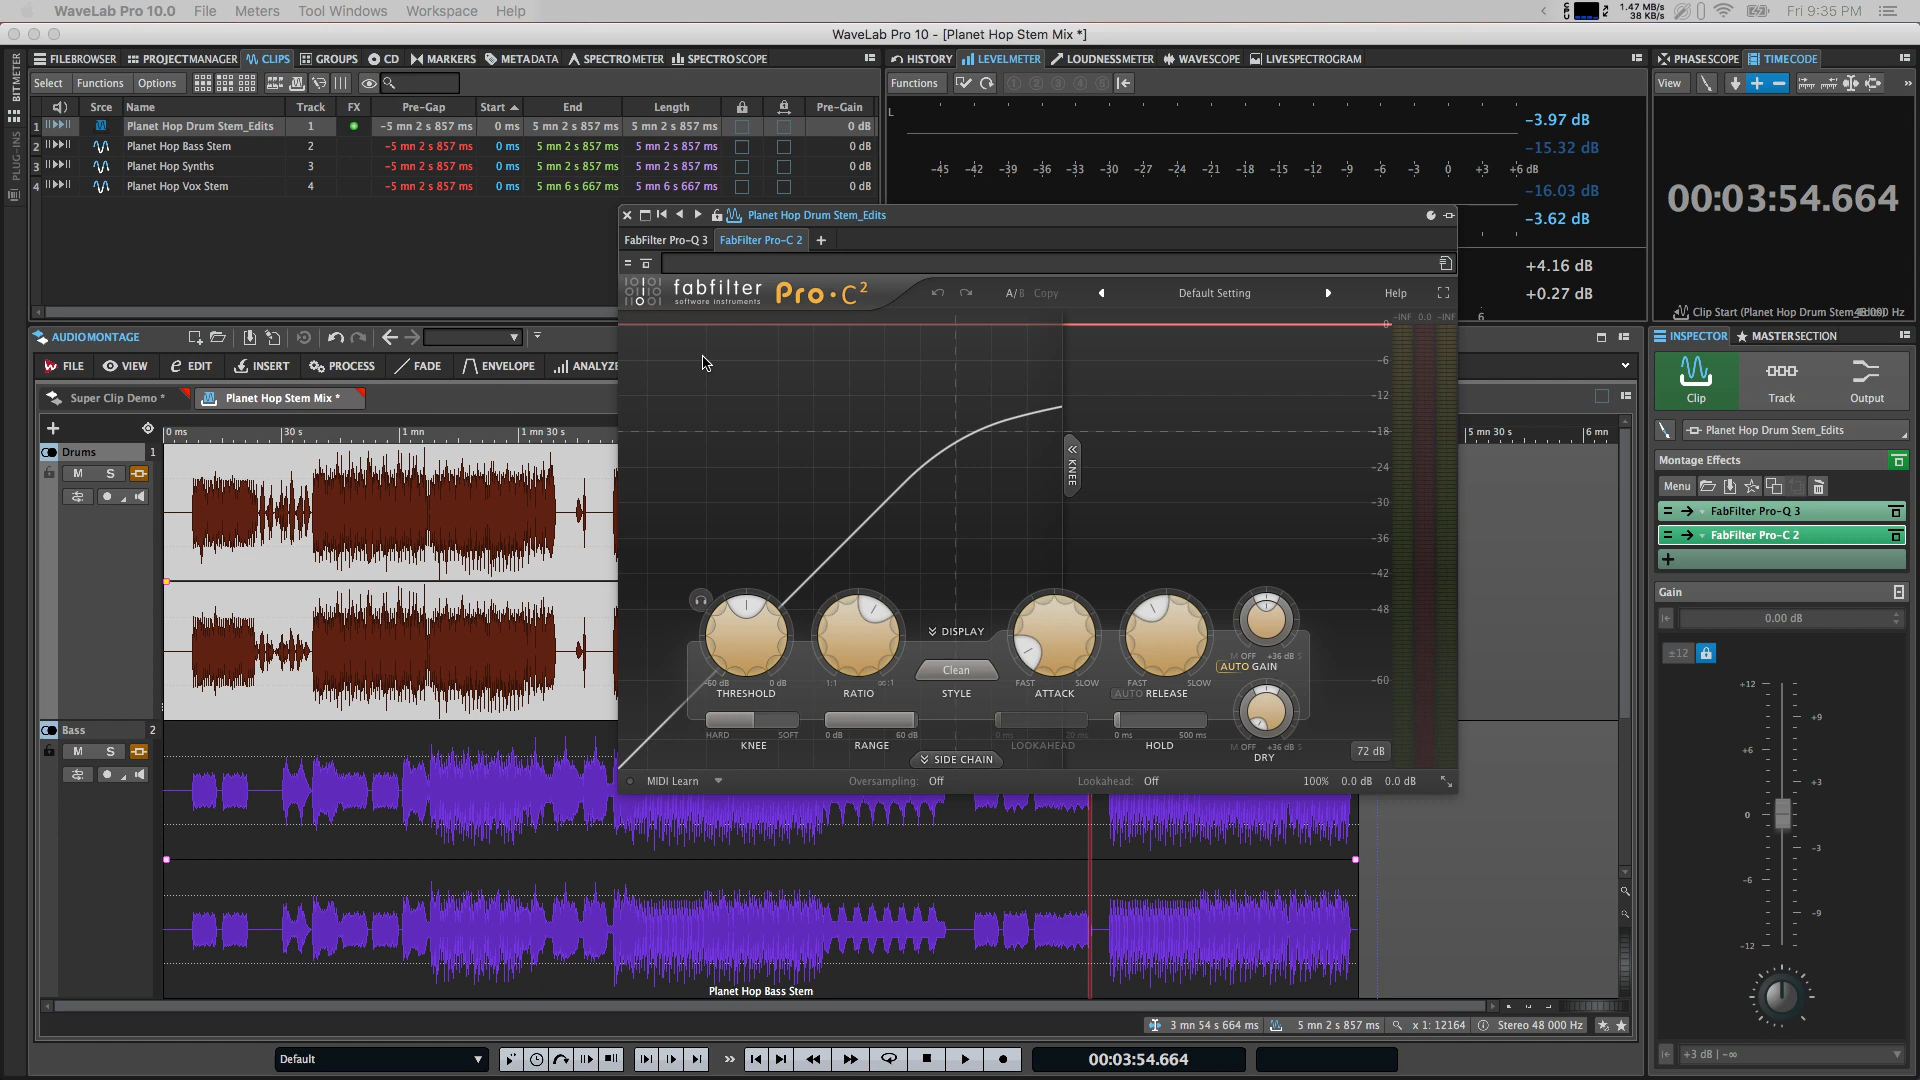 WaveLab Pro 10.0 File Meters Tool Windows Workspace Help
1.47 MB/s
38 KB/s
Fri 9:35 PM
WaveLab Pro 10 - [Planet Hop Stem Mix *]
BITMETER
PLUG-INS
FILEBROWSER PROJECTMANAGER CLIPS GROUPS CD MARKERS METADATA SPECTROMETER SPECTROSCOPE
Select Functions Options
Srce Name Track FX Pre-Gap Start End Length Pre-Gain
1 Planet Hop Drum Stem_Edits 1 -5 mn 2 s 857 ms 0 ms 5 mn 2 s 857 ms 5 mn 2 s 857 ms 0 dB
2 Planet Hop Bass Stem 2 -5 mn 2 s 857 ms 0 ms 5 mn 2 s 857 ms 5 mn 2 s 857 ms 0 dB
3 Planet Hop Synths 3 -5 mn 2 s 857 ms 0 ms 5 mn 2 s 857 ms 5 mn 2 s 857 ms 0 dB
4 Planet Hop Vox Stem 4 -5 mn 2 s 857 ms 0 ms 5 mn 6 s 667 ms 5 mn 6 s 667 ms 0 dB
HISTORY LEVELMETER LOUDNESSMETER WAVESCOPE LIVESPECTROGRAM
Functions
L
-3.97 dB
-15.32 dB
-45 -42 -39 -36 -33 -30 -27 -24 -21 -18 -15 -12 -9 -6 -3 0 +3 +6 dB
-16.03 dB
-3.62 dB
+4.16 dB
+0.27 dB
6
PHASESCOPE TIMECODE
View
00:03:54.664
Planet Hop Drum Stem_Edits
FabFilter Pro-Q 3 FabFilter Pro-C 2 +
fabfilter
software instruments
Pro·C²
A/B Copy Default Setting Help
-INF 0.0 -INF
0
-6
-12
-18
-24
-30
-36
-42
-48
-60
KNEE
DISPLAY
Clean
-60 dB 0 dB 1:1 ∞:1 FAST SLOW FAST SLOW
THRESHOLD RATIO STYLE ATTACK AUTO RELEASE
OFF +36 dB
AUTO GAIN
HARD SOFT 0 dB 60 dB 0 ms 20 ms 0 ms 500 ms
KNEE RANGE LOOKAHEAD HOLD
M OFF +36 dB S
DRY
72 dB
SIDE CHAIN
MIDI Learn Oversampling: Off Lookahead: Off 100% 0.0 dB 0.0 dB
AUDIOMONTAGE
FILE VIEW EDIT INSERT PROCESS FADE ENVELOPE ANALYZE
Super Clip Demo * Planet Hop Stem Mix *
0 ms 30 s 1 mn 1 mn 30 s 5 mn 30 s 6 mn
Drums 1
M S
Bass 2
M S
Planet Hop Bass Stem
3 mn 54 s 664 ms 5 mn 2 s 857 ms x 1: 12164 Stereo 48 000 Hz
Default
00:03:54.664
INSPECTOR MASTERSECTION
Clip Track Output
Planet Hop Drum Stem_Edits
Montage Effects
Menu
FabFilter Pro-Q 3
FabFilter Pro-C 2
+
Gain
0.00 dB
±12
+12
+9
+6
+3
0
-3
-6
-9
-12
+3 dB | -∞